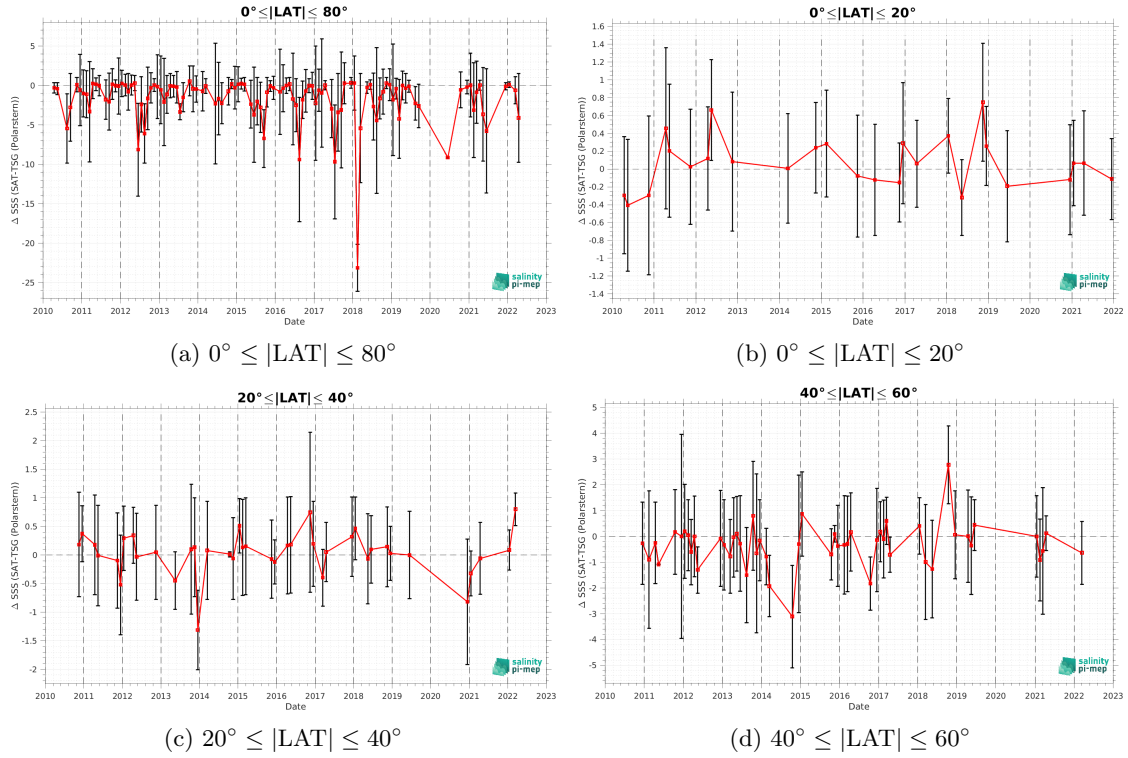 0°≤|LAT|≤ 80°
5
0
-5
-10
-15
-20
-25
Δ SSS (SAT-TSG (Polarstern))
2010 2011 2012 2013 2014 2015 2016 2017 2018 2019 2020 2021 2022 2023
Date
salinity
pi-mep
(a) 0° ≤ |LAT| ≤ 80°
0°≤|LAT|≤ 20°
1.6
1.4
1.2
1
0.8
0.6
0.4
0.2
0
-0.2
-0.4
-0.6
-0.8
-1
-1.2
-1.4
Δ SSS (SAT-TSG (Polarstern))
2010 2011 2012 2013 2014 2015 2016 2017 2018 2019 2020 2021 2022
Date
salinity
pi-mep
(b) 0° ≤ |LAT| ≤ 20°
20°≤|LAT|≤ 40°
2.5
2
1.5
1
0.5
0
-0.5
-1
-1.5
-2
Δ SSS (SAT-TSG (Polarstern))
2010 2011 2012 2013 2014 2015 2016 2017 2018 2019 2020 2021 2022 2023
Date
salinity
pi-mep
(c) 20° ≤ |LAT| ≤ 40°
40°≤|LAT|≤ 60°
5
4
3
2
1
0
-1
-2
-3
-4
-5
Δ SSS (SAT-TSG (Polarstern))
2010 2011 2012 2013 2014 2015 2016 2017 2018 2019 2020 2021 2022 2023
Date
salinity
pi-mep
(d) 40° ≤ |LAT| ≤ 60°